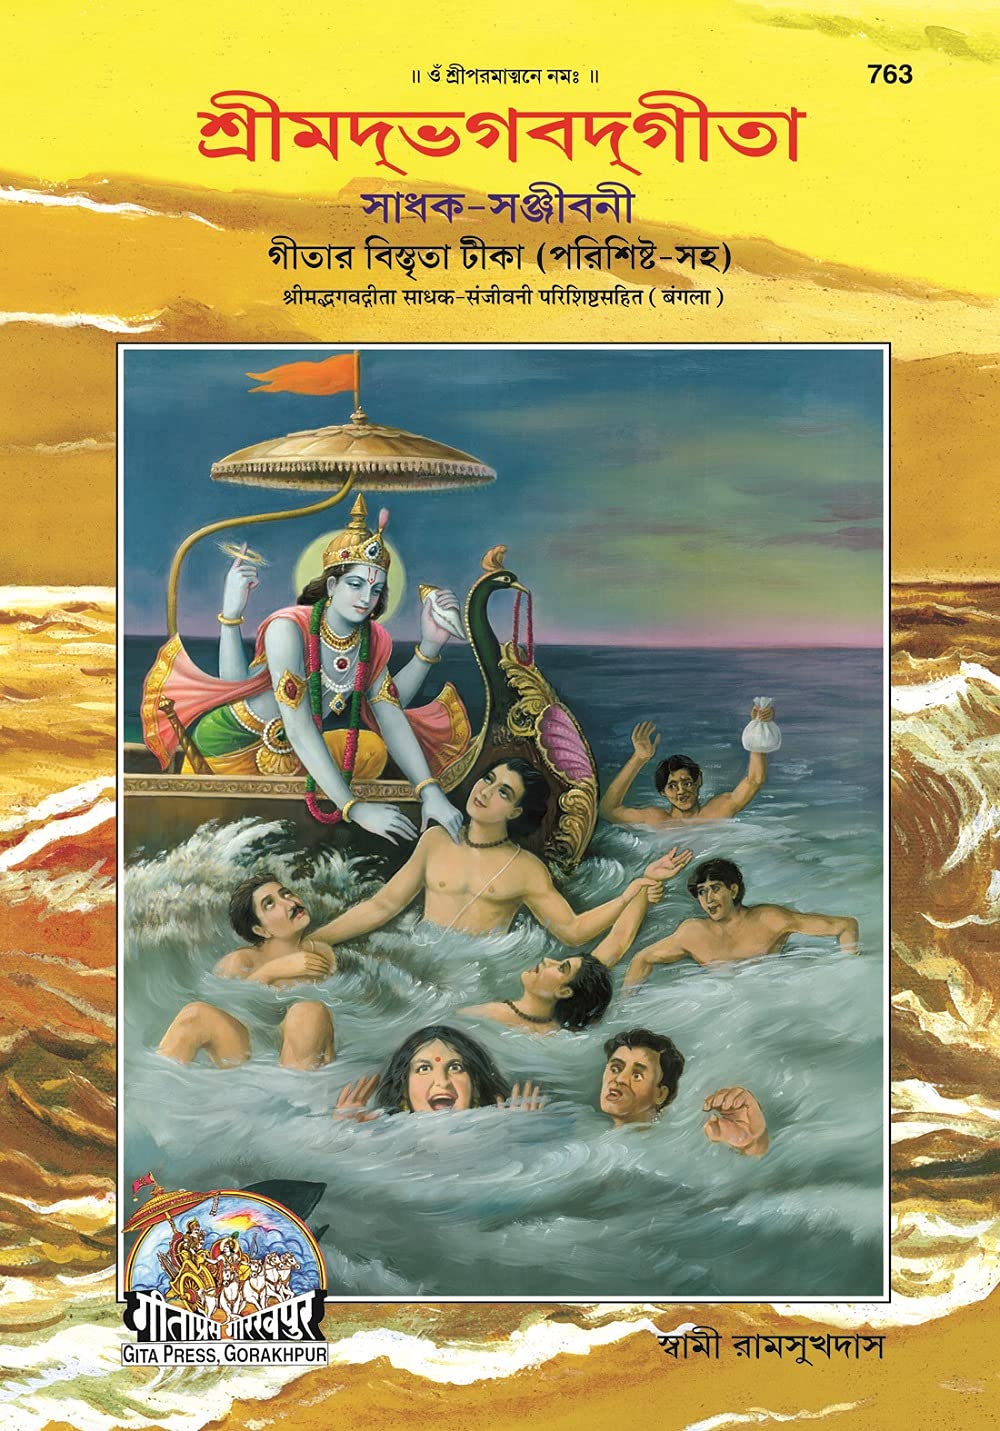 ॥ ওঁ শ্রীপরমাত্মনে নমঃ ॥
763
শ্রীমদ্‌ভগবদ্‌গীতা
সাধক-সঞ্জীবনী
গীতার বিস্তৃতা টীকা (পরিশিষ্ট-সহ)
श्रीमद्भगवद्गीता साधक-संजीवनी परिशिष्टसहित ( बंगला )
गीताप्रेस गोरखपुर
GITA PRESS, GORAKHPUR
স্বামী রামসুখদাস